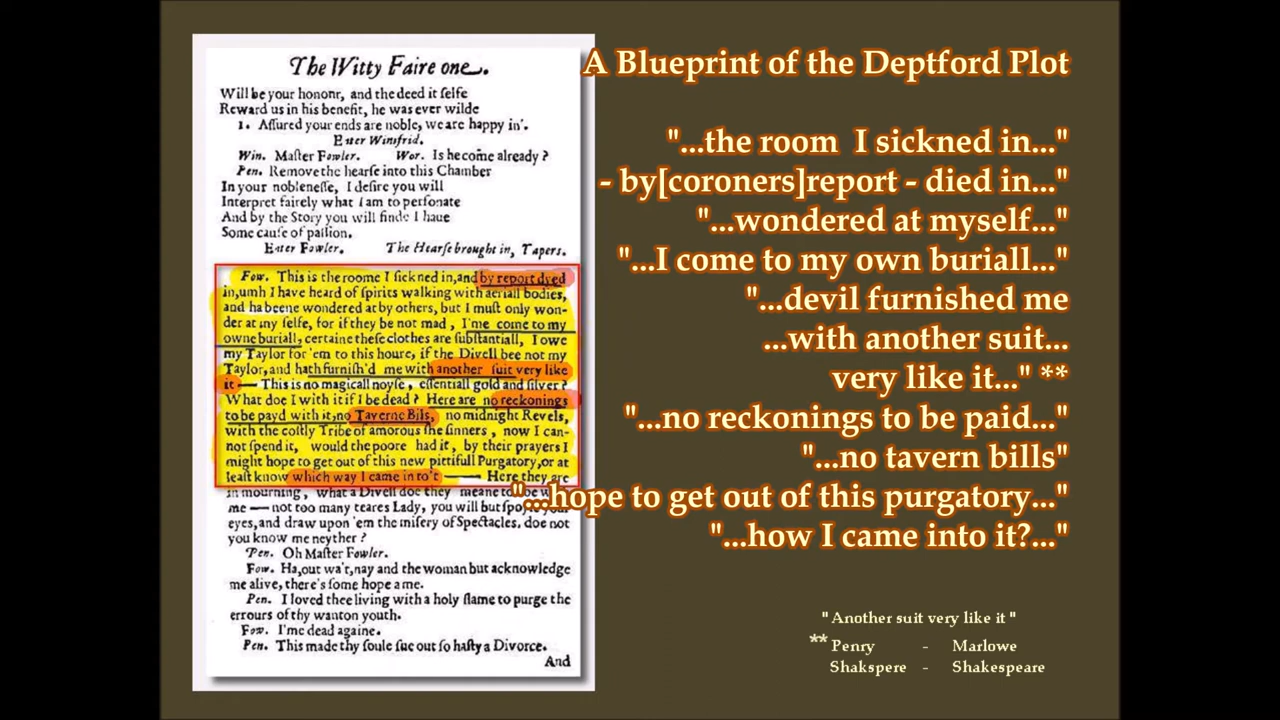 The Witty Faire one.
Will be your honour, and the deed it selfe
Reward us in his benefit, he was ever wilde
1. Assured your ends are noble, we are happy in'.
Enter Winifrid.
Win. Master Fowler. Wor. Is he come already?
Pen. Remove the hearse into this Chamber
In your noblenesse, I desire you will
Interpret fairely what I am to personate
And by the Story you will finde I haue
Some cause of passion.
Enter Fowler. The Hearse brought in, Tapers.
Fow. This is the roome I sickned in, and by report dyed
in, umh I have heard of spirits walking with aeriall bodies,
and ha beene wondered at by others, but I must only won-
der at my selfe, for if they be not mad, I'me come to my
owne buriall, certaine these clothes are substantiall, I owe
my Taylor for 'em to this houre, if the Divell bee not my
Taylor, and hath furnish'd me with another suit very like
it — This is no magicall noyse, essentiall gold and silver?
What doe I with it if I be dead? Here are no reckonings
to be payd with it, no Taverne Bils, no midnight Revels,
with the costly Tribe of amorous she sinners, now I can-
not spend it, would the poore had it, by their prayers I
might hope to get out of this new pittifull Purgatory, or at
least know which way I came in to't — Here they are
in mourning, what a Divell doe they meane to doe with
me — not too many teares Lady, you will but spoyle your
eyes, and draw upon 'em the misery of Spectacles, doe not
you know me neyther?
Pen. Oh Master Fowler.
Fow. Ha, out wa't, nay and the woman but acknowledge
me alive, there's some hope a me.
Pen. I loved thee living with a holy flame to purge the
errours of thy wanton youth.
Fow. I'me dead againe.
Pen. This made thy soule sue out so hasty a Divorce.
And
A Blueprint of the Deptford Plot
"...the room I sickned in..."
- by[coroners]report - died in..."
"...wondered at myself..."
"...I come to my own buriall..."
"...devil furnished me
...with another suit...
very like it..." **
"...no reckonings to be paid..."
"...no tavern bills"
"...hope to get out of this purgatory..."
"...how I came into it?..."
"Another suit very like it"
** Penry - Marlowe
Shakspere - Shakespeare